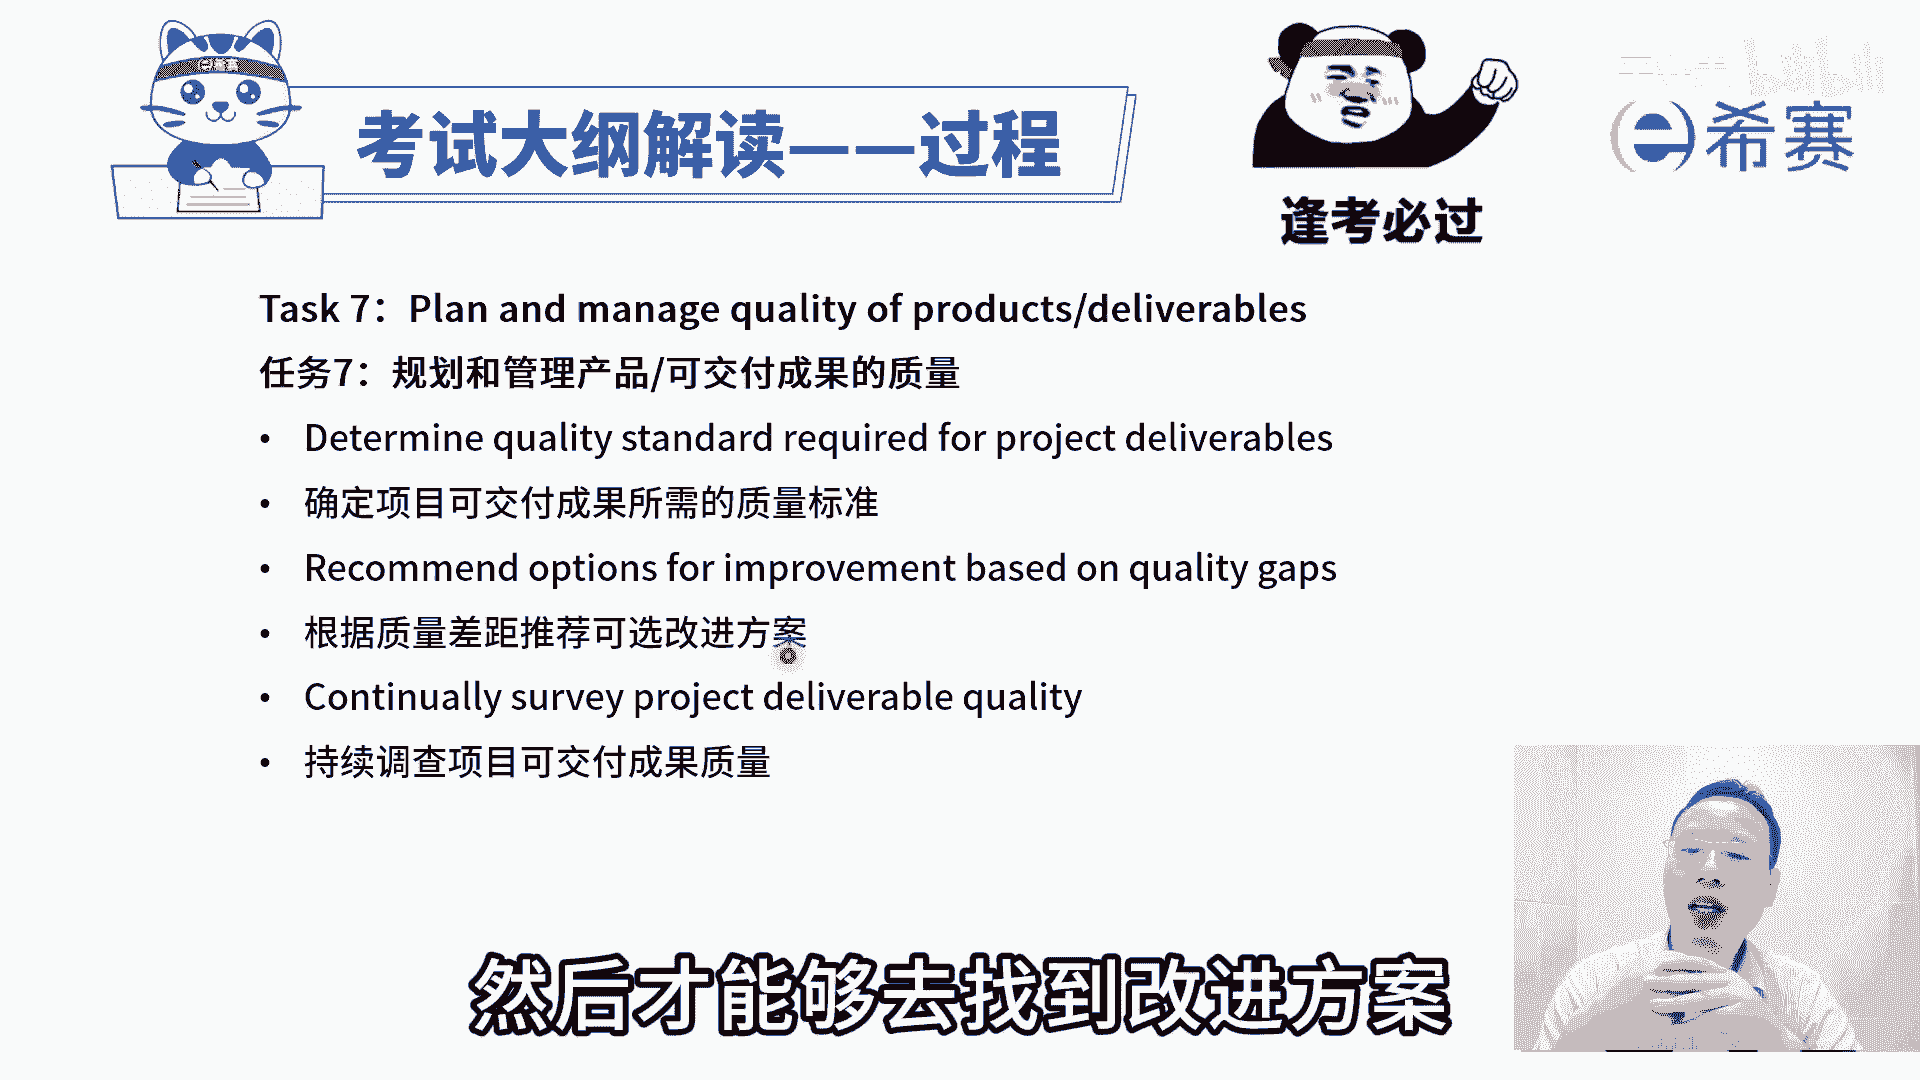 考试大纲解读——过程
逢考必过
希赛
Task 7：Plan and manage quality of products/deliverables
任务7：规划和管理产品/可交付成果的质量
• Determine quality standard required for project deliverables
• 确定项目可交付成果所需的质量标准
• Recommend options for improvement based on quality gaps
• 根据质量差距推荐可选改进方案
• Continually survey project deliverable quality
• 持续调查项目可交付成果质量
然后才能够去找到改进方案